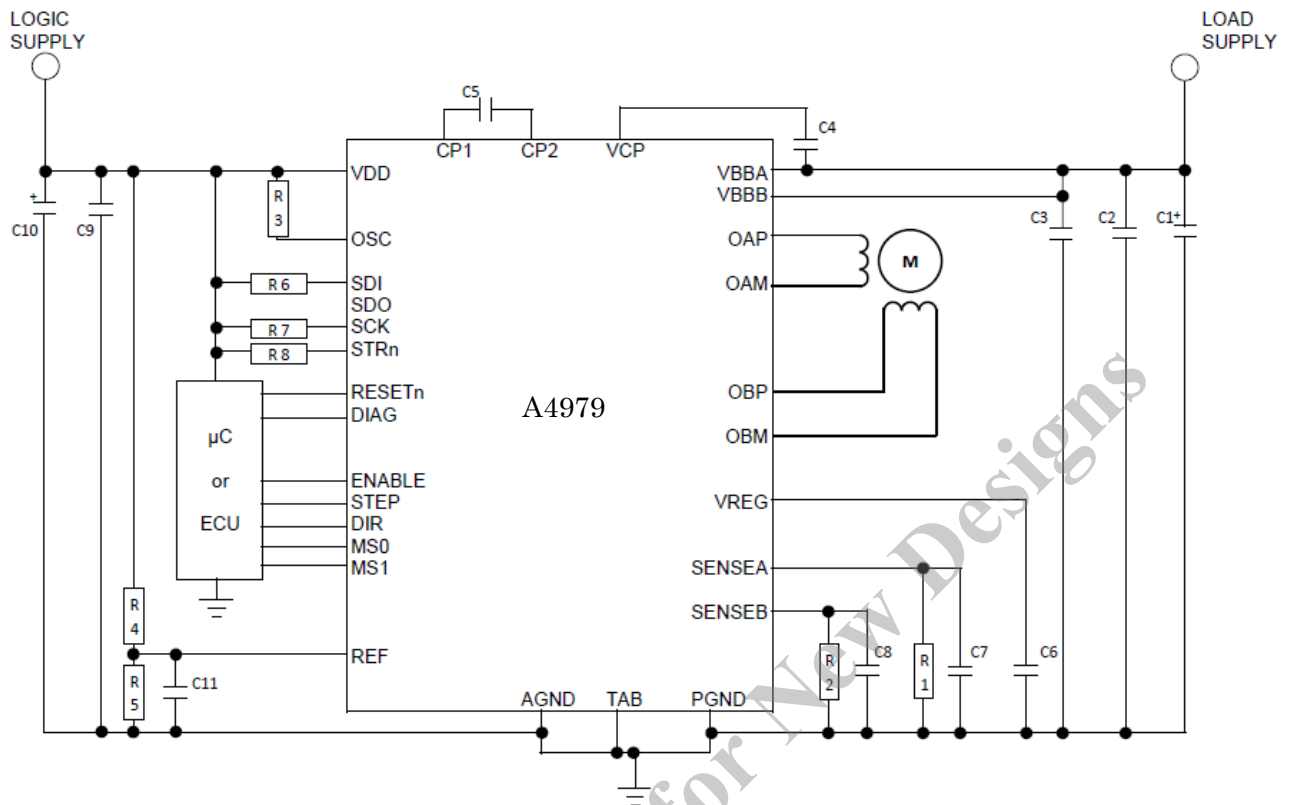 LOGIC
SUPPLY
LOAD
SUPPLY
C5
C4
CP1
CP2
VCP
VDD
VBBA
VBBB
+
C10
C9
R
3
C3
C2
C1+
OSC
OAP
OAM
M
R 6
SDI
SDO
R 7
SCK
R 8
STRn
RESETn
DIAG
A4979
OBP
OBM
µC
or
ECU
ENABLE
STEP
DIR
MS0
MS1
VREG
SENSEA
SENSEB
R
4
R
5
C11
REF
R
2
C8
R
1
C7
C6
AGND
TAB
PGND
for New Designs